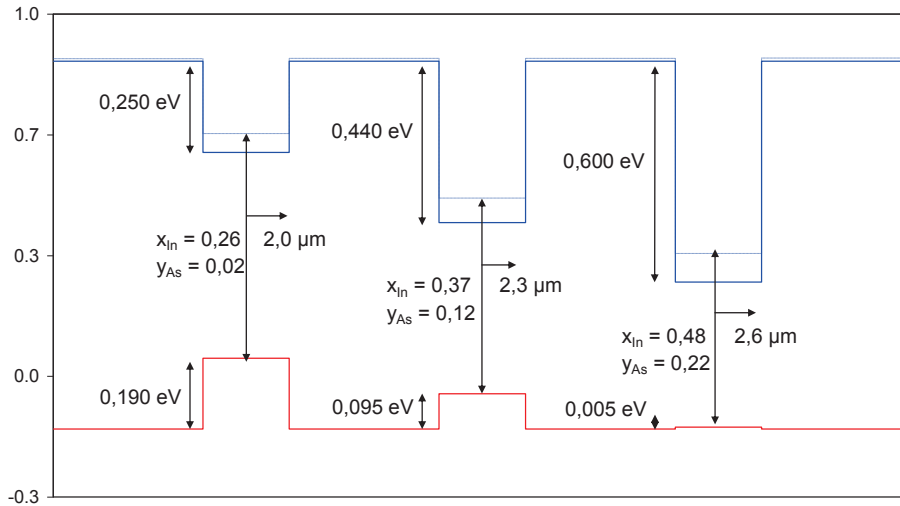 1.0
0,250 eV
0.7
0,440 eV
0,600 eV
0.3
x_In = 0,26 2,0 µm
y_As = 0,02
x_In = 0,37 2,3 µm
y_As = 0,12
x_In = 0,48 2,6 µm
y_As = 0,22
0.0
0,190 eV
0,095 eV
0,005 eV
-0.3